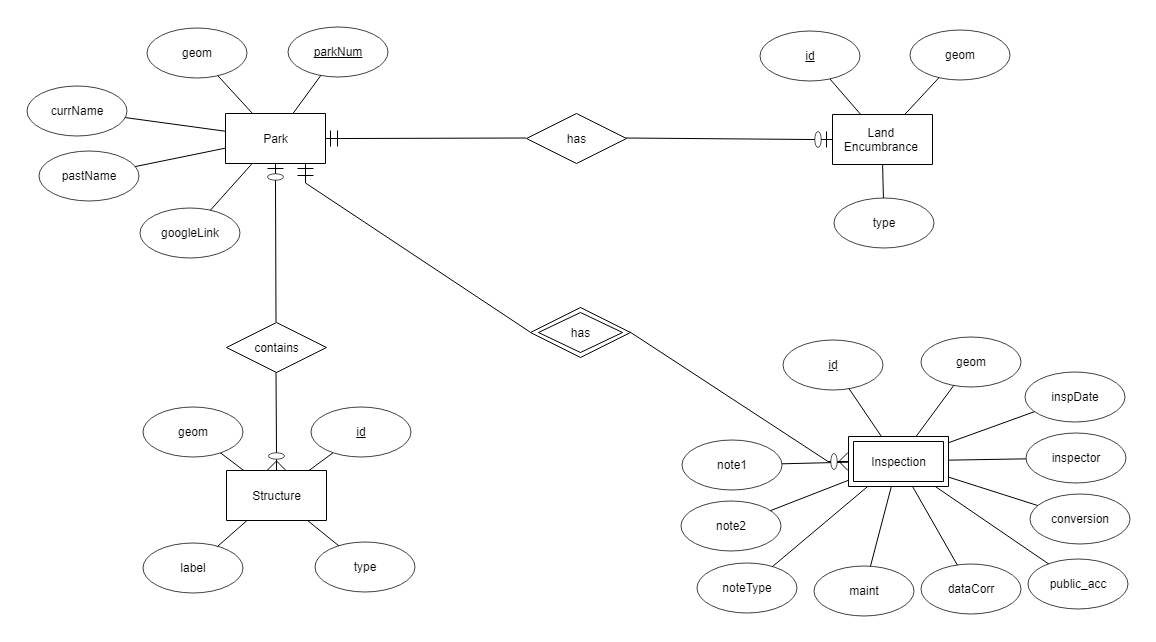 geom
parkNum
id
geom
currName
Park
has
Land
Encumbrance
pastName
googleLink
type
contains
has
id
geom
inspDate
geom
id
note1
Inspection
inspector
Structure
note2
conversion
label
type
noteType
maint
dataCorr
public_acc